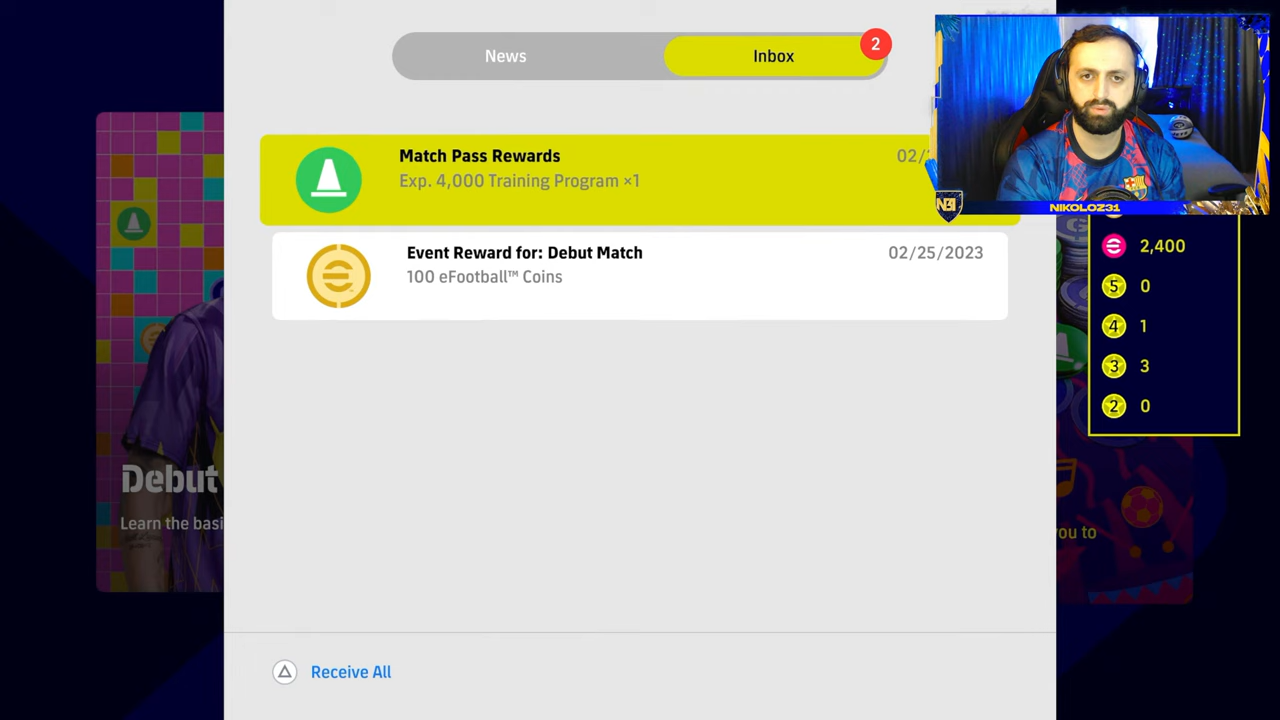 News
Inbox
2
Match Pass Rewards
02/
Exp. 4,000 Training Program ×1
Event Reward for: Debut Match
02/25/2023
100 eFootball™ Coins
NIKOLOZ31
N31
2,400
5 0
4 1
3 3
2 0
Debut
Learn the basi
you to
Receive All